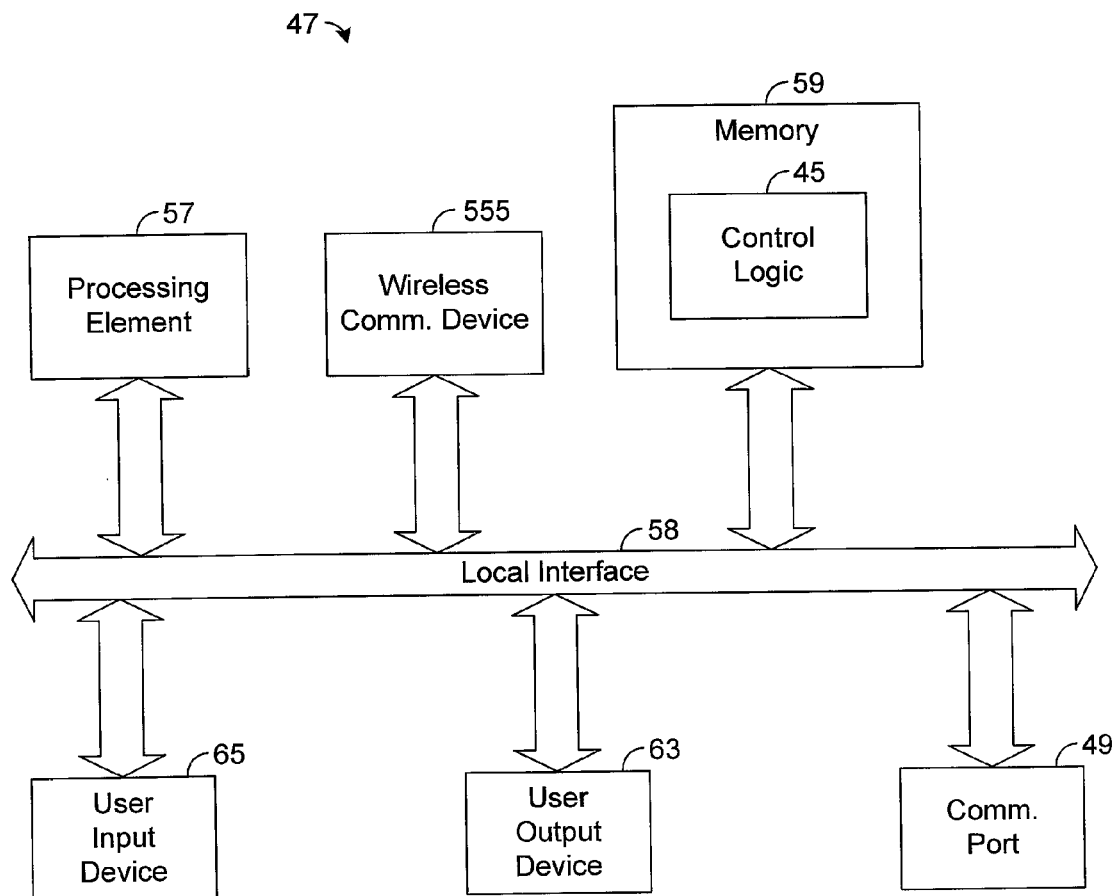 47
59
Memory
45
Control
Logic
57
Processing
Element
555
Wireless
Comm. Device
58
Local Interface
65
User
Input
Device
63
User
Output
Device
49
Comm.
Port